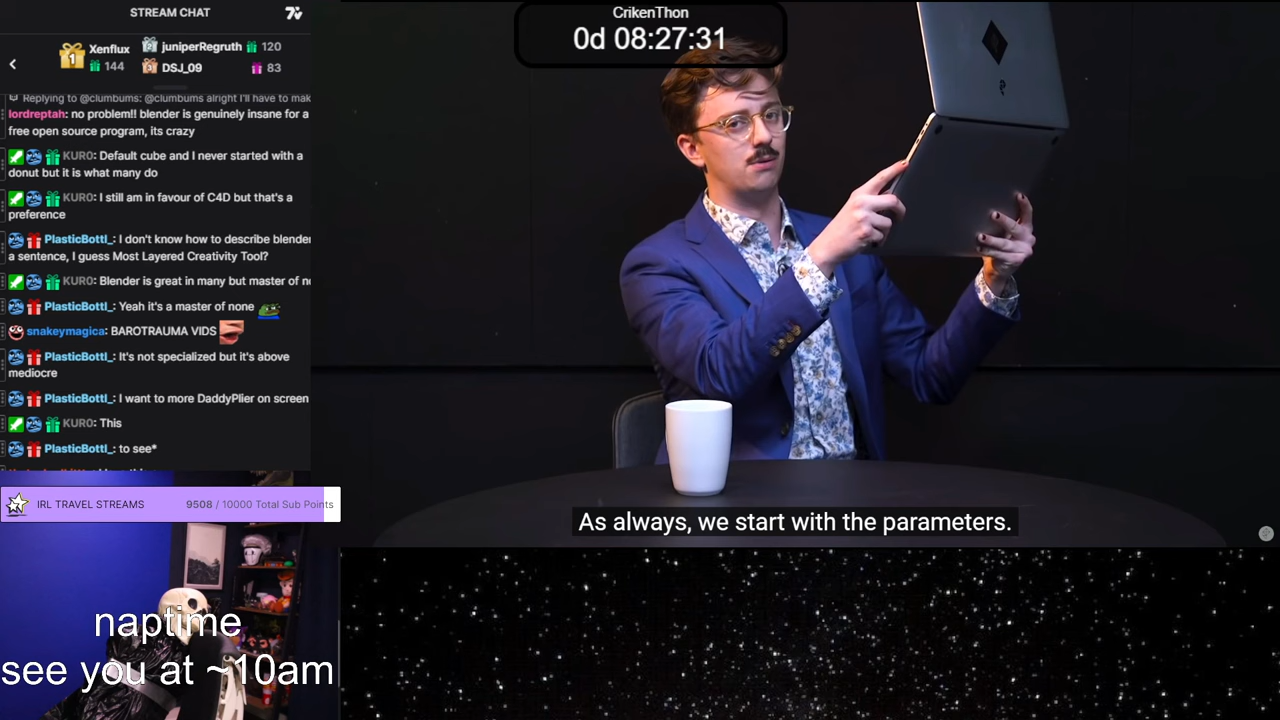 STREAM CHAT
Xenflux
144
juniperRegruth 120
DSJ_09 83
Replying to @clumbums: @clumbums alright I'll have to mak
lordreptah: no problem!! blender is genuinely insane for a
free open source program, its crazy
KUR0: Default cube and I never started with a
donut but it is what many do
KUR0: I still am in favour of C4D but that's a
preference
PlasticBottl_: I don't know how to describe blender
a sentence, I guess Most Layered Creativity Tool?
KUR0: Blender is great in many but master of
PlasticBottl_: Yeah it's a master of none
snakeymagica: BAROTRAUMA VIDS
PlasticBottl_: It's not specialized but it's above
mediocre
PlasticBottl_: I want to more DaddyPlier on screen
KUR0: This
PlasticBottl_: to see*
IRL TRAVEL STREAMS 9508 / 10000 Total Sub Points
naptime
see you at ~10am
CrikenThon
0d 08:27:31
As always, we start with the parameters.